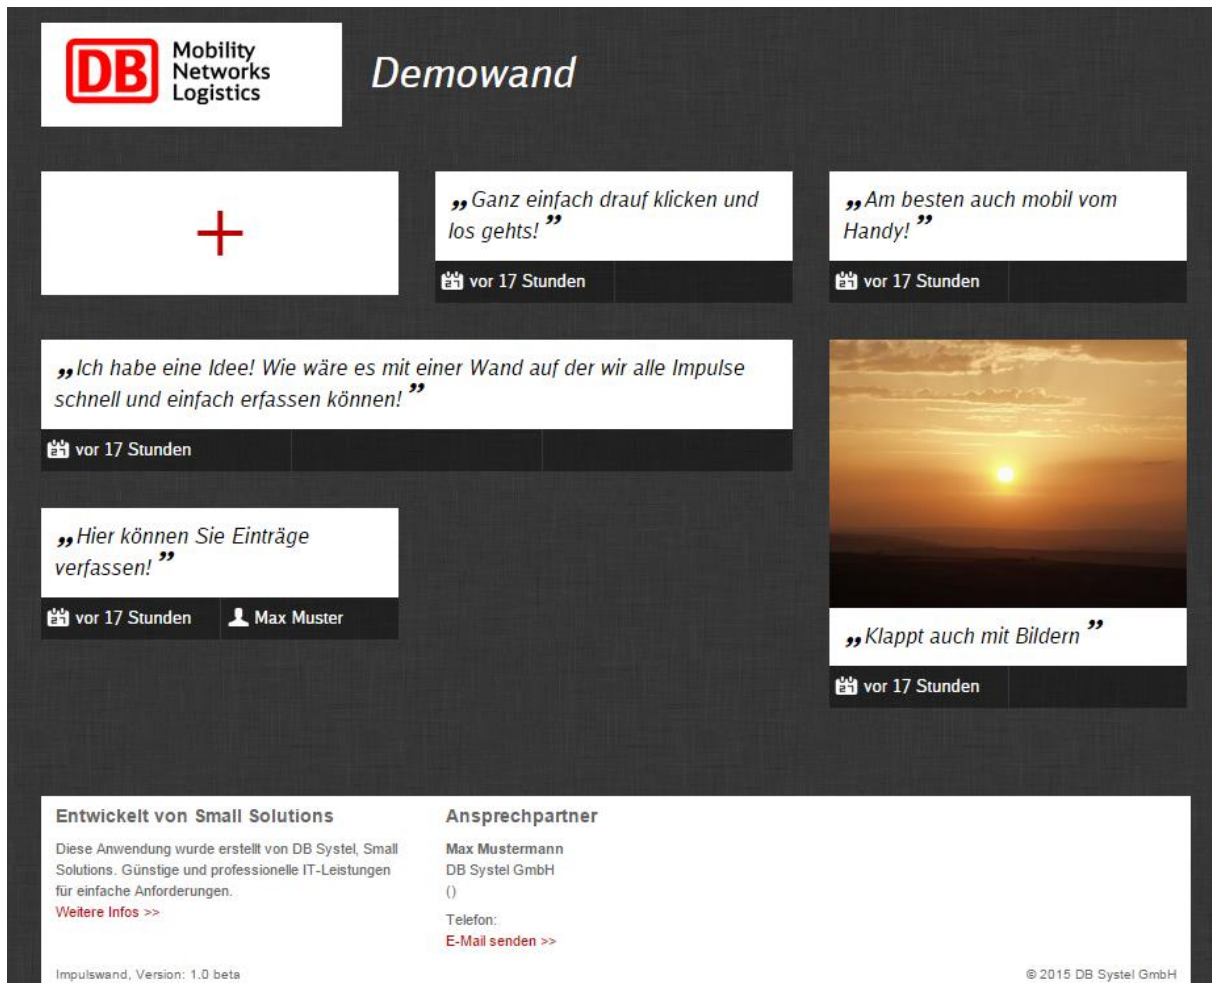 DB
Mobility
Networks
Logistics
Demowand
„Ganz einfach drauf klicken und
los gehts! ”
vor 17 Stunden
„Am besten auch mobil vom
Handy! ”
vor 17 Stunden
„Ich habe eine Idee! Wie wäre es mit einer Wand auf der wir alle Impulse
schnell und einfach erfassen können! ”
vor 17 Stunden
„Hier können Sie Einträge
verfassen! ”
vor 17 Stunden
Max Muster
„Klappt auch mit Bildern ”
vor 17 Stunden
Entwickelt von Small Solutions
Diese Anwendung wurde erstellt von DB Systel, Small
Solutions. Günstige und professionelle IT-Leistungen
für einfache Anforderungen.
Weitere Infos >>
Ansprechpartner
Max Mustermann
DB Systel GmbH
()
Telefon:
E-Mail senden >>
Impulswand, Version: 1.0 beta
© 2015 DB Systel GmbH